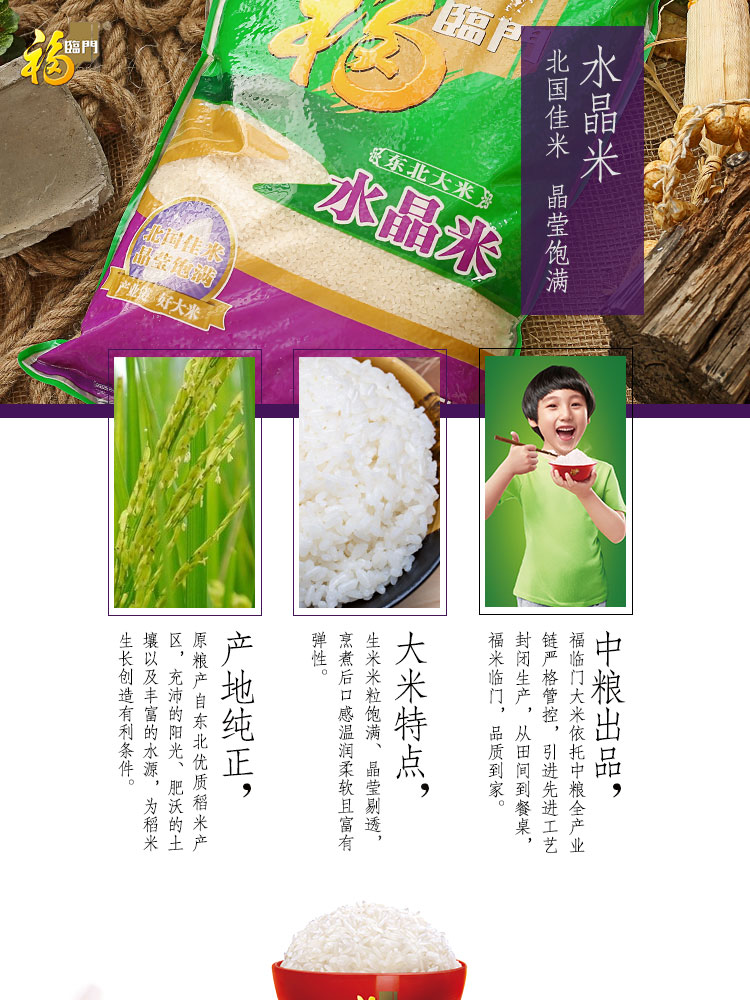 福臨門
福臨門
东北大米
水晶米
北国佳米
晶莹饱满
好大米
水晶米
北国佳米 晶莹饱满
中粮出品，
福临门大米依托中粮全产业
链严格管控，引进先进工艺
封闭生产，从田间到餐桌，
福米临门，品质到家。
大米特点，
生米米粒饱满、晶莹剔透，
烹煮后口感温润柔软且富有
弹性。
产地纯正，
原粮产自东北优质稻米产
区，充沛的阳光、肥沃的土
壤以及丰富的水源，为稻米
生长创造有利条件。